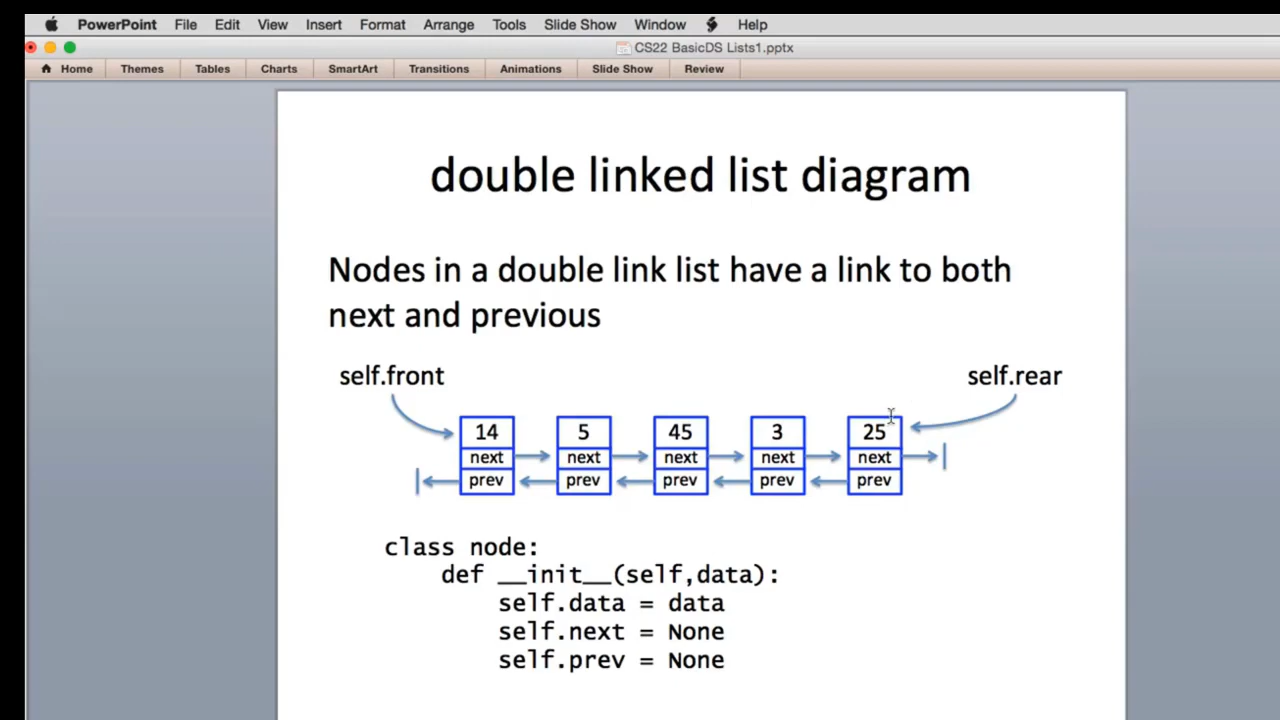 PowerPoint File Edit View Insert Format Arrange Tools Slide Show Window Help
CS22 BasicDS Lists1.pptx
Home Themes Tables Charts SmartArt Transitions Animations Slide Show Review
double linked list diagram
Nodes in a double link list have a link to both
next and previous
self.front self.rear
14 5 45 3 25
next next next next next
prev prev prev prev prev
class node:
def __init__(self,data):
self.data = data
self.next = None
self.prev = None